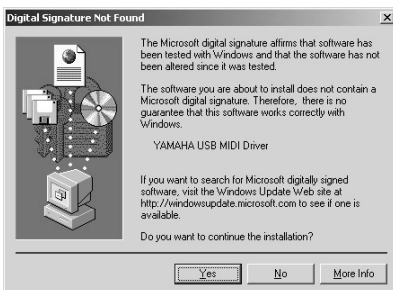 Digital Signature Not Found
The Microsoft digital signature affirms that software has
been tested with Windows and that the software has not
been altered since it was tested.
The software you are about to install does not contain a
Microsoft digital signature. Therefore, there is no
guarantee that this software works correctly with
Windows.
YAMAHA USB MIDI Driver
If you want to search for Microsoft digitally signed
software, visit the Windows Update Web site at
http://windowsupdate.microsoft.com to see if one is
available.
Do you want to continue the installation?
Yes No More Info